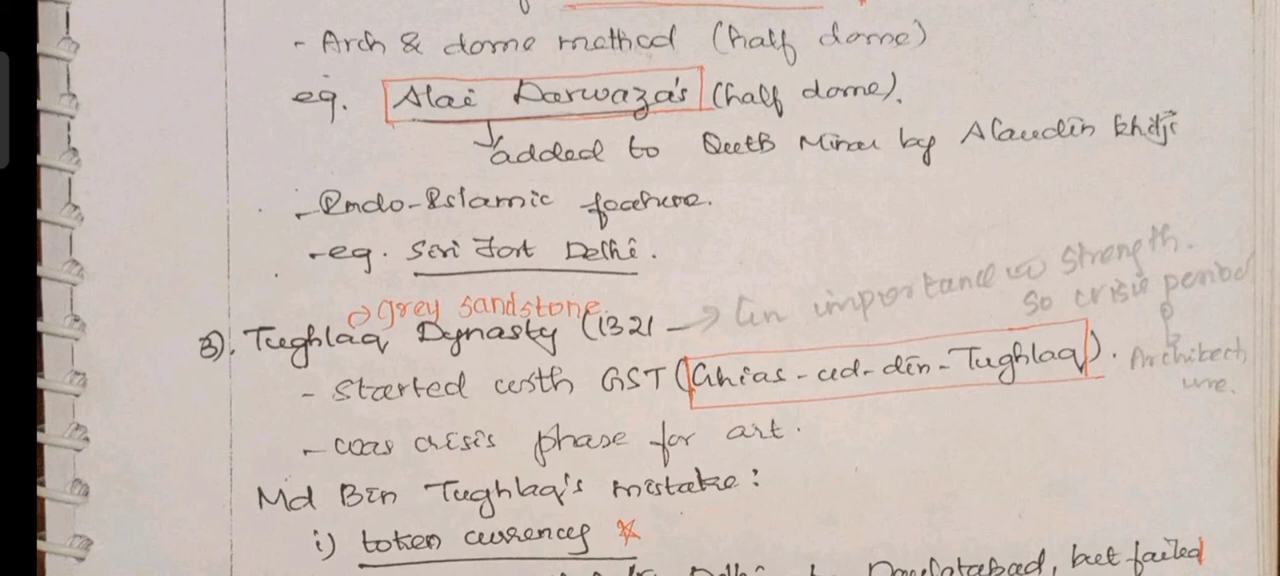 - Arch & dome method (half dome)
eg. Alai Darwaza's (half dome).
added to Qutb Minar by Alaudin Khilji
- Indo-Islamic feature.
- eg. Siri Fort Delhi.
→ grey sandstone.
3). Tughlaq Dynasty (1321 → importance to strength.
so crisis period
- Started with GST (Ghias-ud-din-Tughlaq).
Architect
ure.
- was crisis phase for art.
Md Bin Tughlaq's mistake:
i) token currency
Daulatabad, but failed